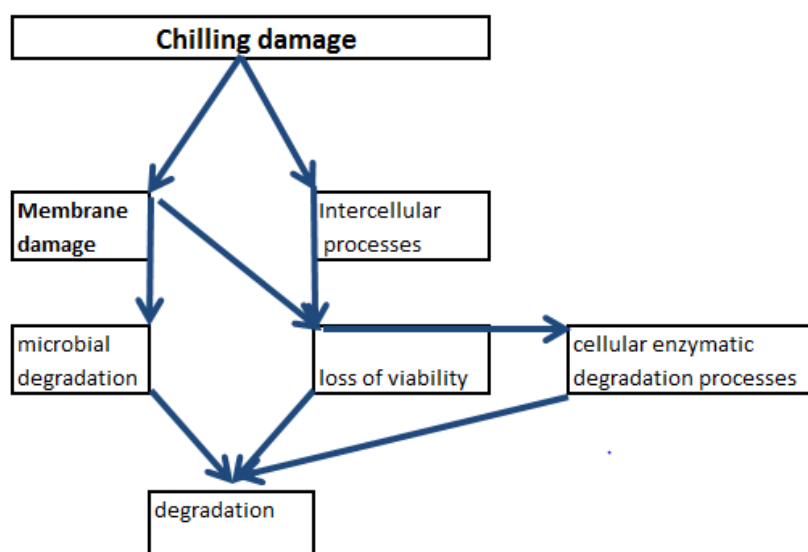 Chilling damage
Membrane
damage
Intercellular
processes
microbial
degradation
loss of viability
cellular enzymatic
degradation processes
degradation